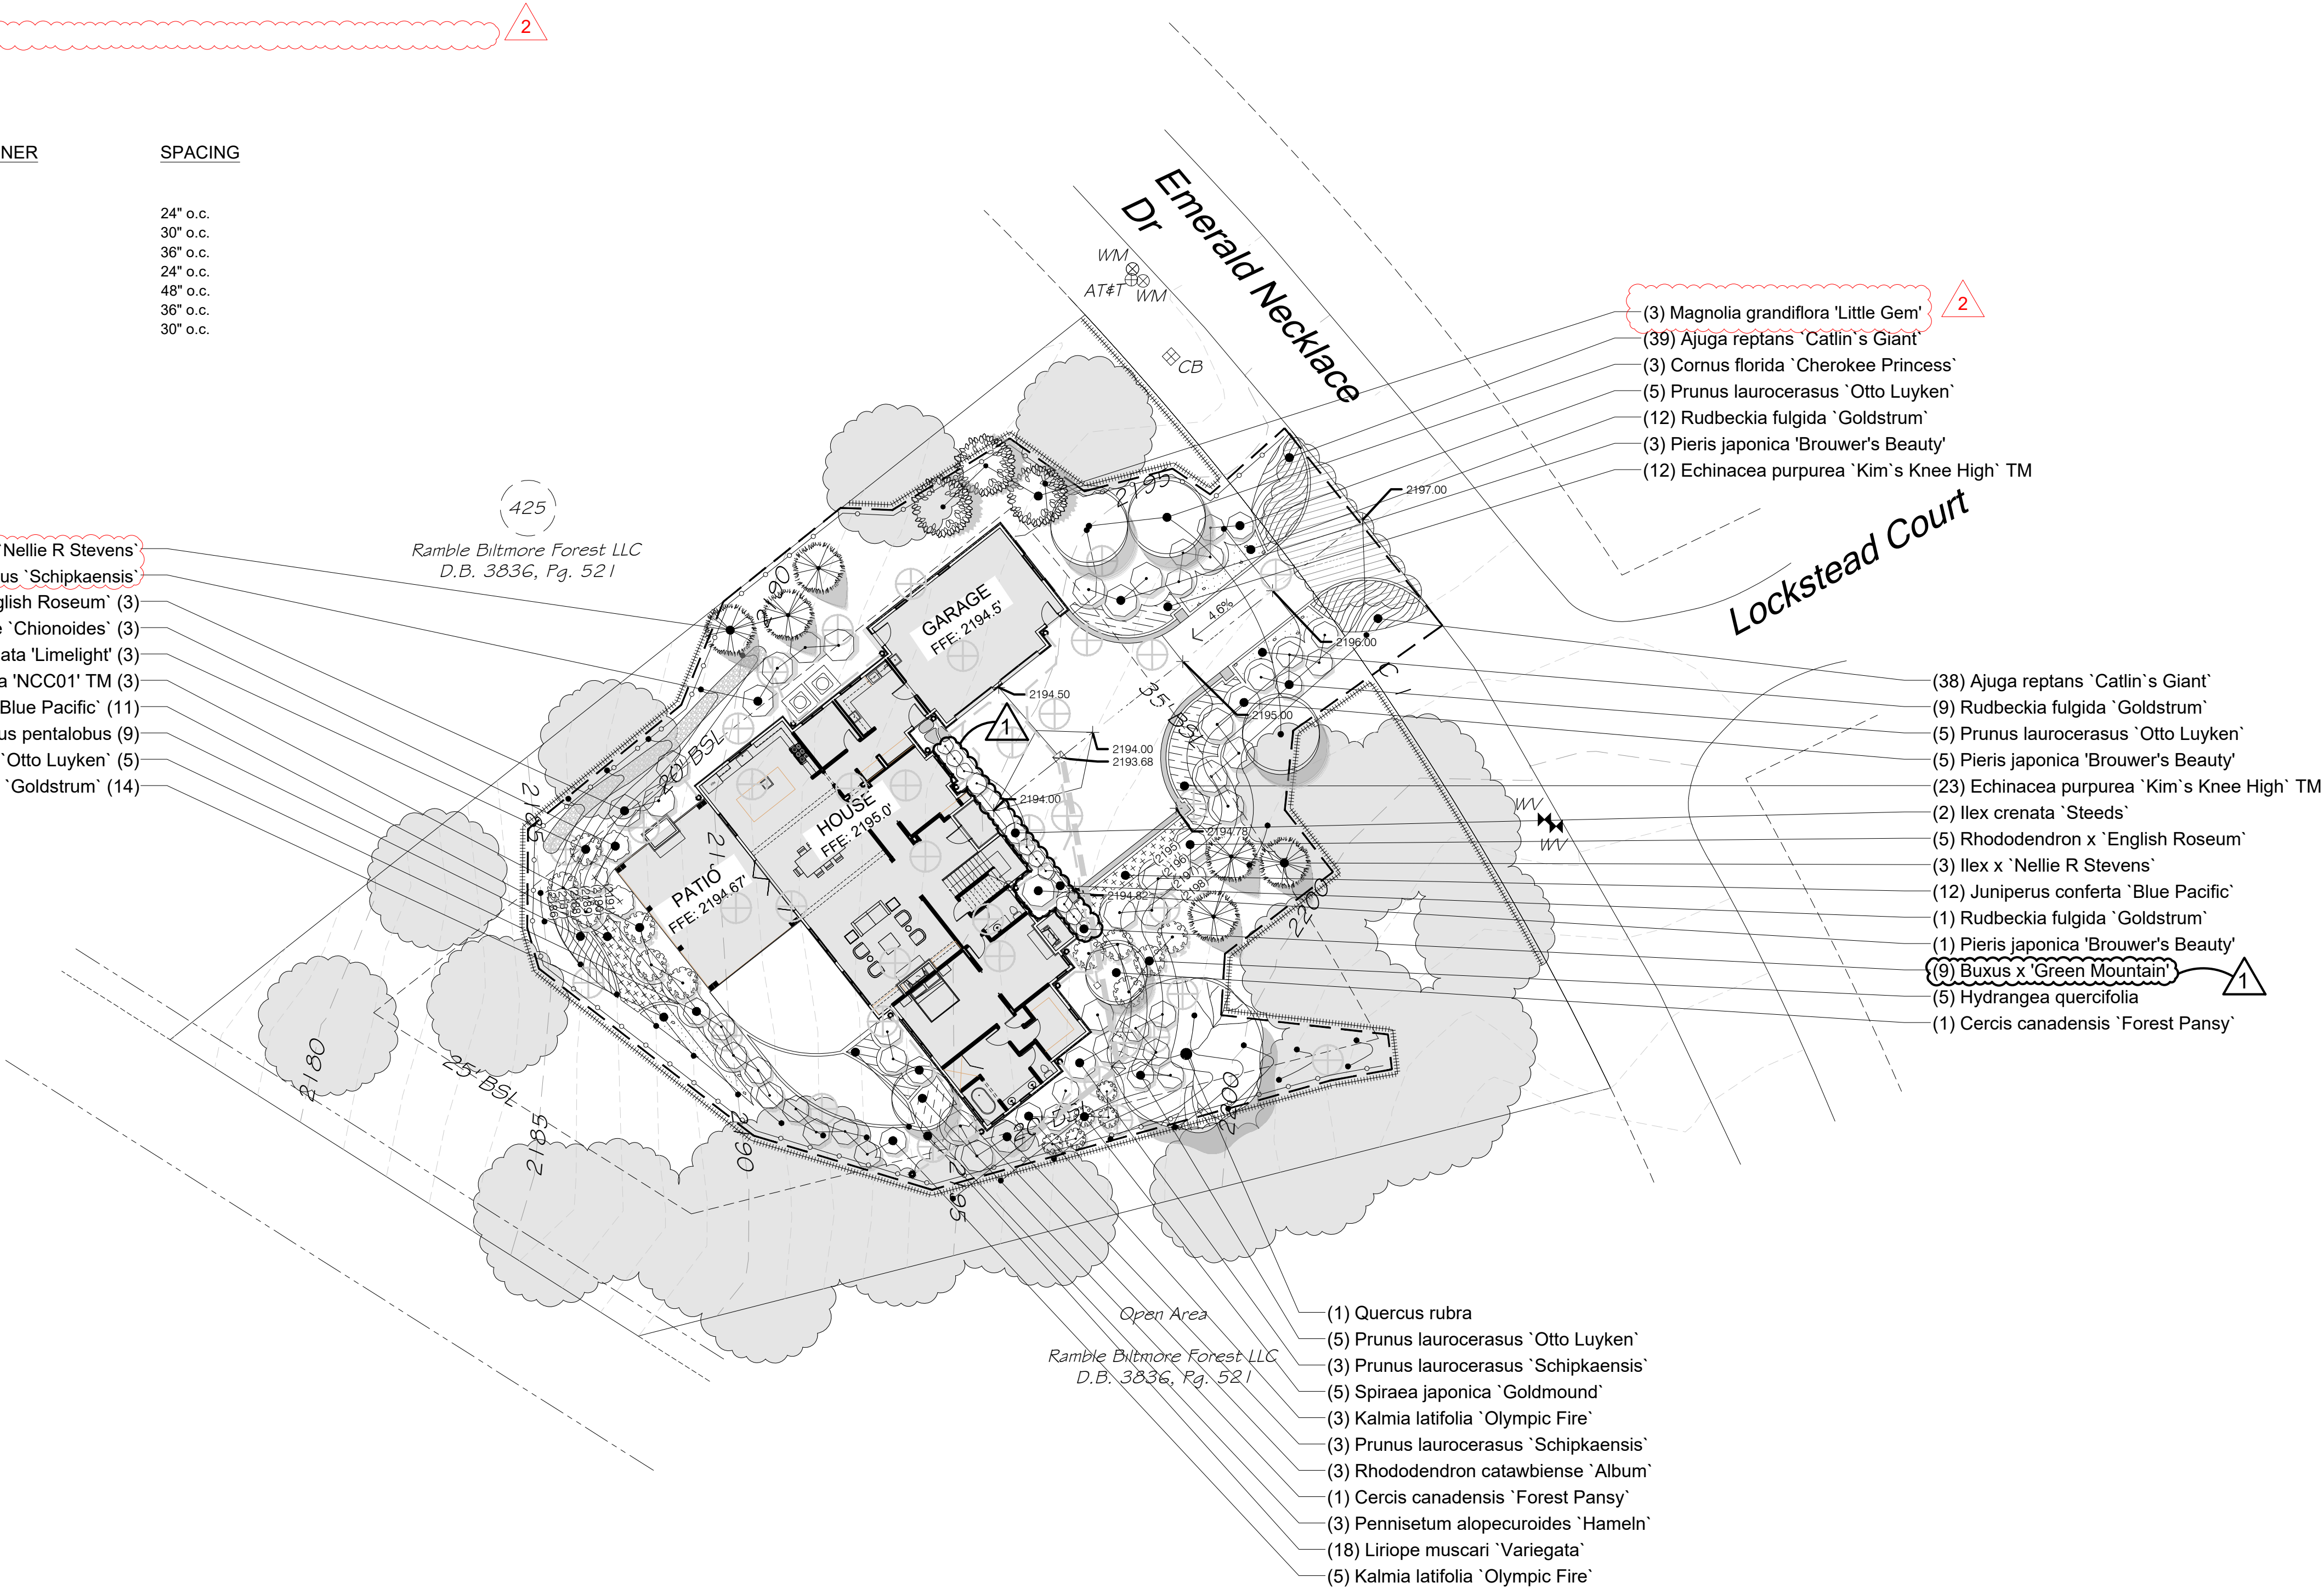 2
NER
SPACING
24" o.c.
30" o.c.
36" o.c.
24" o.c.
48" o.c.
36" o.c.
30" o.c.
Emerald Necklace
Dr
WM
AT&T
WM
CB
Lockstead Court
(3) Magnolia grandiflora 'Little Gem'
2
(39) Ajuga reptans `Catlin`s Giant`
(3) Cornus florida `Cherokee Princess`
(5) Prunus laurocerasus `Otto Luyken`
(12) Rudbeckia fulgida `Goldstrum`
(3) Pieris japonica 'Brouwer's Beauty'
(12) Echinacea purpurea `Kim`s Knee High` TM
425
Ramble Biltmore Forest LLC
D.B. 3836, Pg. 521
`Nellie R Stevens`
us `Schipkaensis`
glish Roseum` (3)
e `Chionoides` (3)
ata 'Limelight' (3)
a 'NCC01' TM (3)
`Blue Pacific` (11)
us pentalobus (9)
`Otto Luyken` (5)
`Goldstrum` (14)
2195
2197.00
2190
GARAGE
FFE: 2194.5'
4.6%
2196.00
35' BSL
2195.00
2194.50
1
2194.00
2193.68
2194.00
20' BSL
2185
HOUSE
FFE: 2195.0'
PATIO
FFE: 2194.67'
2194.78
(2195)
(2196)
(2197)
(2198)
2194.82
2200
WV
WV
(38) Ajuga reptans `Catlin`s Giant`
(9) Rudbeckia fulgida `Goldstrum`
(5) Prunus laurocerasus `Otto Luyken`
(5) Pieris japonica 'Brouwer's Beauty'
(23) Echinacea purpurea `Kim`s Knee High` TM
(2) Ilex crenata `Steeds`
(5) Rhododendron x `English Roseum`
(3) Ilex x `Nellie R Stevens`
(12) Juniperus conferta `Blue Pacific`
(1) Rudbeckia fulgida `Goldstrum`
(1) Pieris japonica 'Brouwer's Beauty'
(9) Buxus x 'Green Mountain'
1
(5) Hydrangea quercifolia
(1) Cercis canadensis `Forest Pansy`
2180
25' BSL
2185
2190
2195
2200
Open Area
Ramble Biltmore Forest LLC
D.B. 3836, Pg. 521
(1) Quercus rubra
(5) Prunus laurocerasus `Otto Luyken`
(3) Prunus laurocerasus `Schipkaensis`
(5) Spiraea japonica `Goldmound`
(3) Kalmia latifolia `Olympic Fire`
(3) Prunus laurocerasus `Schipkaensis`
(3) Rhododendron catawbiense `Album`
(1) Cercis canadensis `Forest Pansy`
(3) Pennisetum alopecuroides `Hameln`
(18) Liriope muscari `Variegata`
(5) Kalmia latifolia `Olympic Fire`